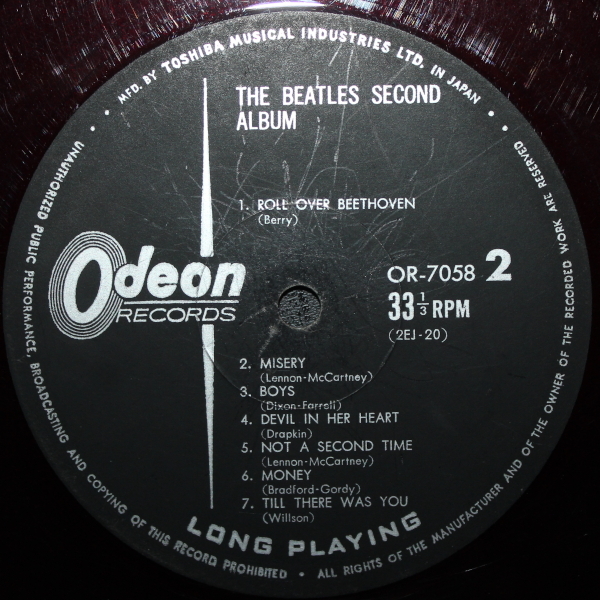 MFD. BY TOSHIBA MUSICAL INDUSTRIES LTD. IN JAPAN
THE BEATLES SECOND
ALBUM
1. ROLL OVER BEETHOVEN
(Berry)
Odeon
RECORDS
OR-7058 2
33 1/3 RPM
(2EJ-20)
2. MISERY
(Lennon-McCartney)
3. BOYS
(Dixon-Farrell)
4. DEVIL IN HER HEART
(Drapkin)
5. NOT A SECOND TIME
(Lennon-McCartney)
6. MONEY
(Bradford-Gordy)
7. TILL THERE WAS YOU
(Willson)
LONG PLAYING
UNAUTHORIZED PUBLIC PERFORMANCE, BROADCASTING AND COPYING OF THIS RECORD PROHIBITED • ALL RIGHTS OF THE MANUFACTURER AND OF THE OWNER OF THE RECORDED WORK ARE RESERVED